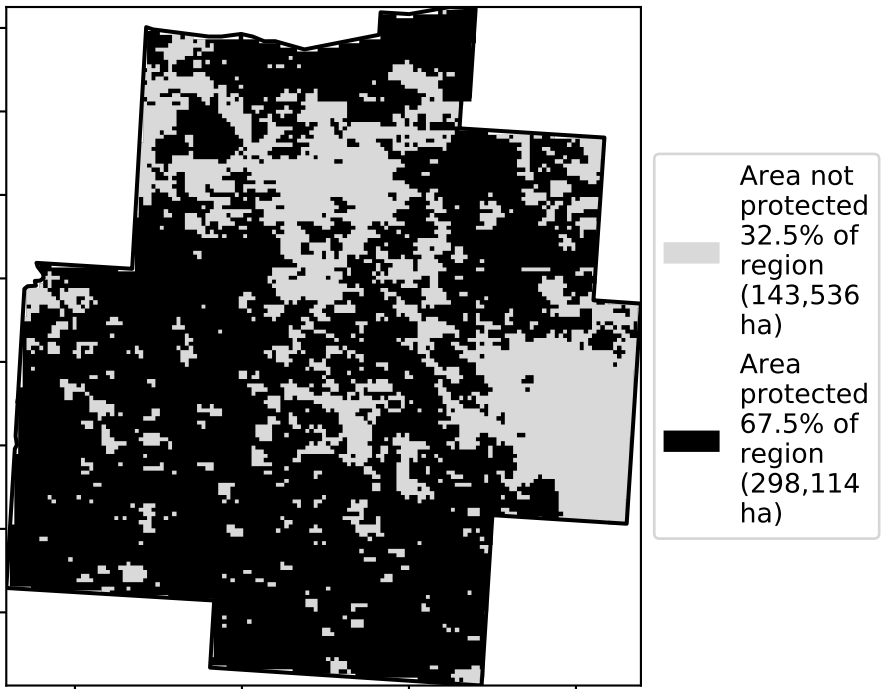 Area not
protected
32.5% of
region
(143,536
ha)
Area
protected
67.5% of
region
(298,114
ha)